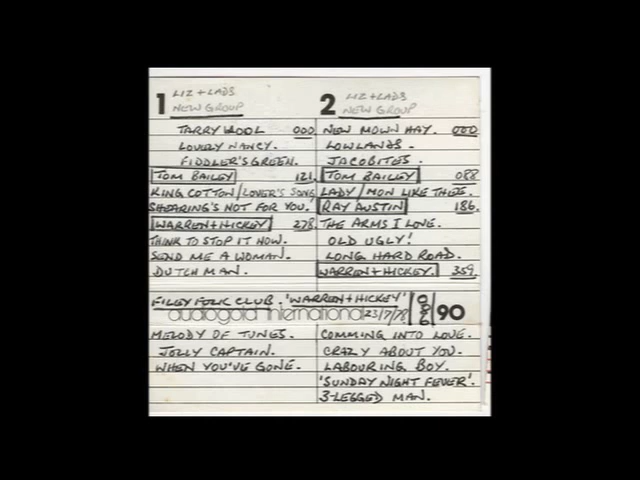 1 LIZ + LADS
NEW GROUP
TARRY WOOL 000
LOVELY NANCY.
FIDDLER'S GREEN.
TOM BAILEY 121.
KING COTTON / LOVER'S SONG
SHEARING'S NOT FOR YOU.
WARREN + HICKEY 278.
THINK TO STOP IT NOW.
SEND ME A WOMAN.
DUTCH MAN.
2 LIZ + LADS
NEW GROUP
NEW MOWN HAY. 000
LOWLANDS.
JACOBITES.
TOM BAILEY 088
LADY / MON LIKE THEE.
RAY AUSTIN 186.
THE ARMS I LOVE.
OLD UGLY!
LONG HARD ROAD.
WARREN + HICKEY. 359.
FILEY FOLK CLUB. 'WARREN + HICKEY'
audiogold international 23/7/78 90
MELODY OF TUNES.
JOLLY CAPTAIN.
WHEN YOU'VE GONE.
COMMING INTO LOVE.
CRAZY ABOUT YOU.
LABOURING BOY.
'SUNDAY NIGHT FEVER'.
3-LEGGED MAN.